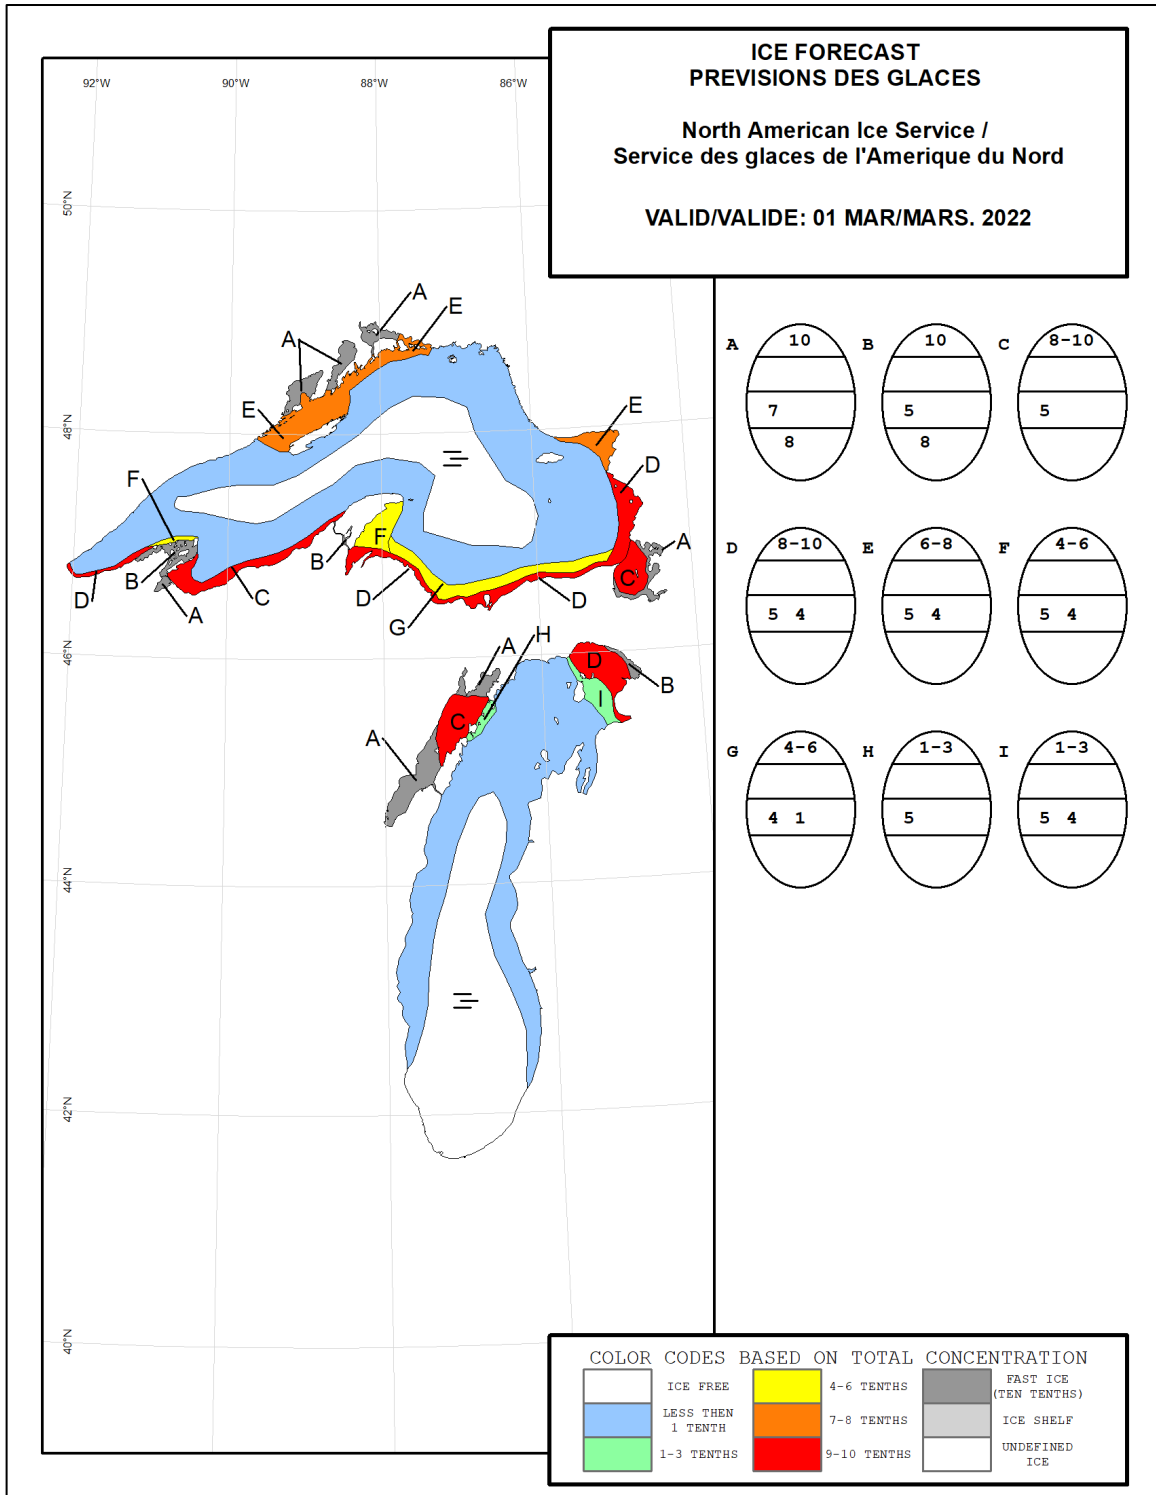 ICE FORECAST
PREVISIONS DES GLACES
North American Ice Service /
Service des glaces de l'Amerique du Nord
VALID/VALIDE: 01 MAR/MARS. 2022
92°W 90°W 88°W 86°W
50°N
48°N
46°N
44°N
42°N
40°N
A
E
A
E
E
D
F
A
F
B
C
B
D
A
C
D
G
D
H
A
D
B
I
C
A
A 10 B 10 C 8-10
7 5 5
8 8
D 8-10 E 6-8 F 4-6
5 4 5 4 5 4
G 4-6 H 1-3 I 1-3
4 1 5 5 4
COLOR CODES BASED ON TOTAL CONCENTRATION
ICE FREE
LESS THEN
1 TENTH
1-3 TENTHS
4-6 TENTHS
7-8 TENTHS
9-10 TENTHS
FAST ICE
(TEN TENTHS)
ICE SHELF
UNDEFINED
ICE